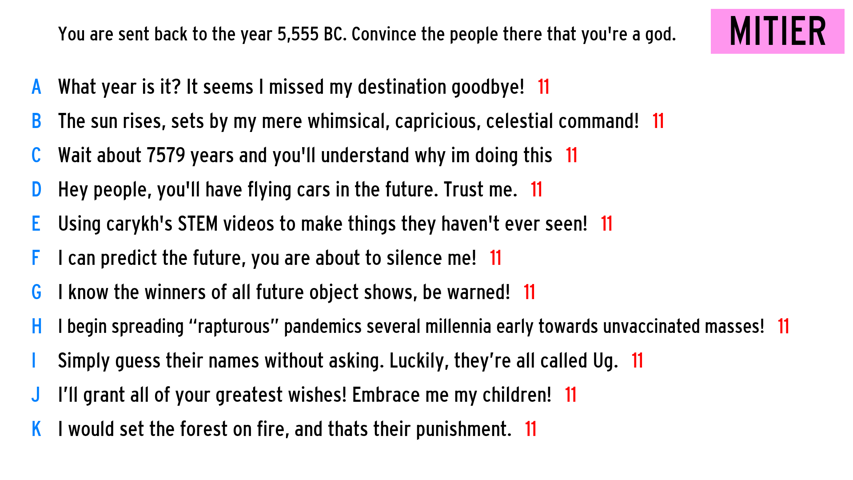 You are sent back to the year 5,555 BC. Convince the people there that you're a god.
MITIER
A What year is it? It seems I missed my destination goodbye! 11
B The sun rises, sets by my mere whimsical, capricious, celestial command! 11
C Wait about 7579 years and you'll understand why im doing this 11
D Hey people, you'll have flying cars in the future. Trust me. 11
E Using carykh's STEM videos to make things they haven't ever seen! 11
F I can predict the future, you are about to silence me! 11
G I know the winners of all future object shows, be warned! 11
H I begin spreading “rapturous” pandemics several millennia early towards unvaccinated masses! 11
I Simply guess their names without asking. Luckily, they’re all called Ug. 11
J I’ll grant all of your greatest wishes! Embrace me my children! 11
K I would set the forest on fire, and thats their punishment. 11